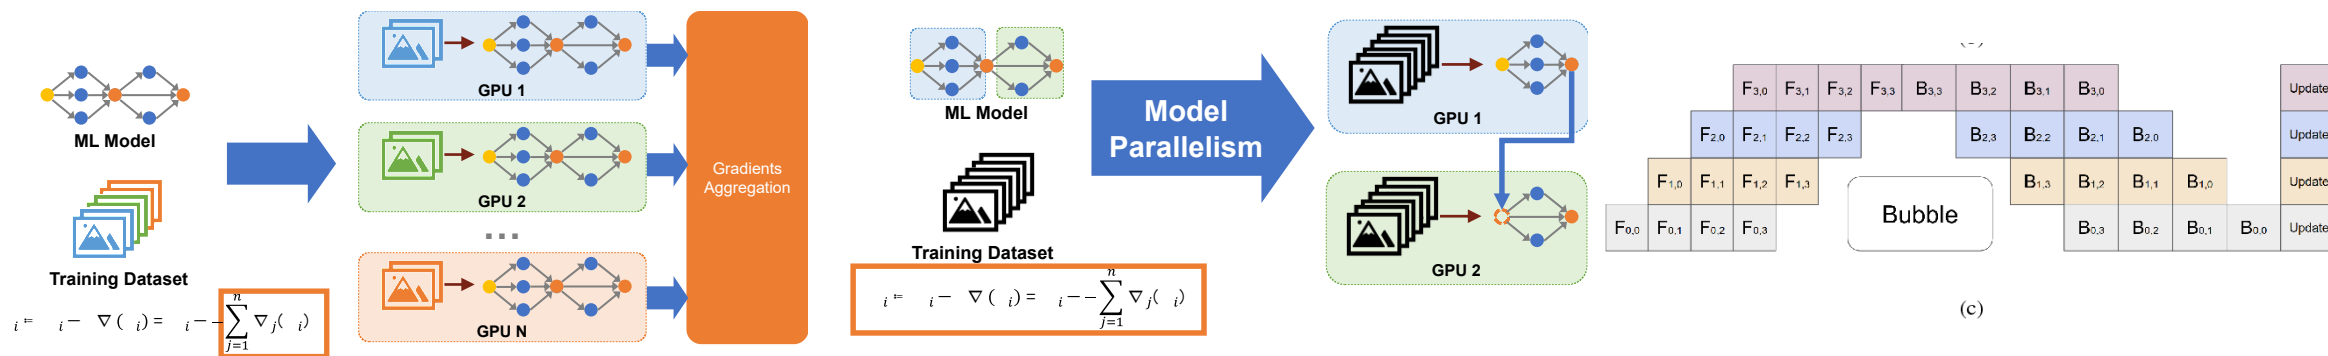 ML Model
Training Dataset
i = i − ∇ ( i) = i − − ∑ j=1 n ∇j( i)
GPU 1
GPU 2
...
GPU N
Gradients
Aggregation
ML Model
Training Dataset
i = i − ∇ ( i) = i − − ∑ j=1 n ∇j( i)
Model
Parallelism
GPU 1
GPU 2
F3,0 F3,1 F3,2 F3,3 B3,3 B3,2 B3,1 B3,0 Update
F2,0 F2,1 F2,2 F2,3 B2,3 B2,2 B2,1 B2,0 Update
F1,0 F1,1 F1,2 F1,3 B1,3 B1,2 B1,1 B1,0 Update
F0,0 F0,1 F0,2 F0,3 Bubble B0,3 B0,2 B0,1 B0,0 Update
(c)